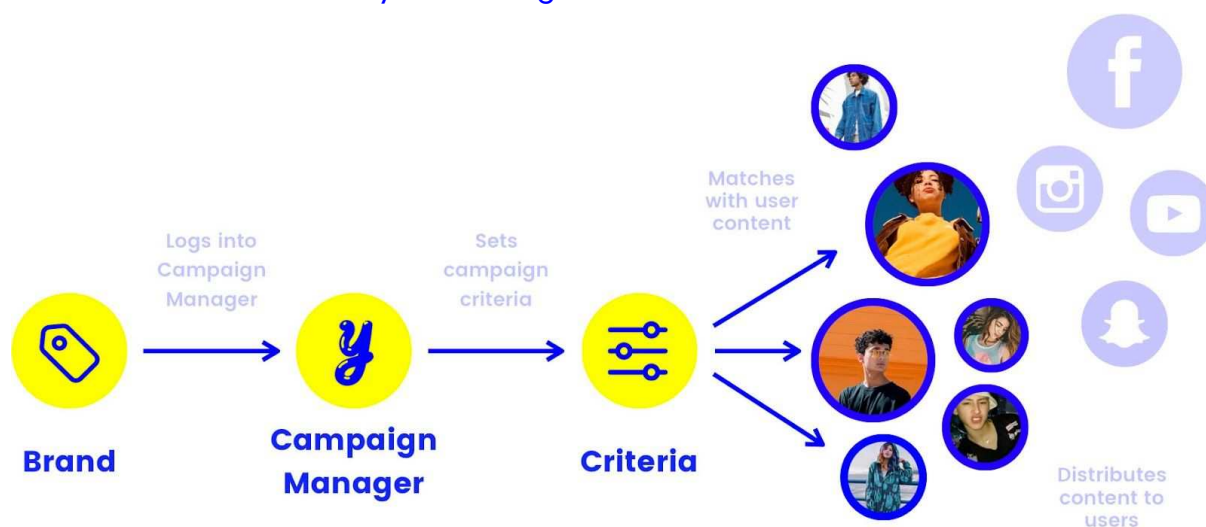 Logs into
Campaign
Manager
Sets
campaign
criteria
Matches
with user
content
Brand
y
Campaign
Manager
Criteria
f
Distributes
content to
users